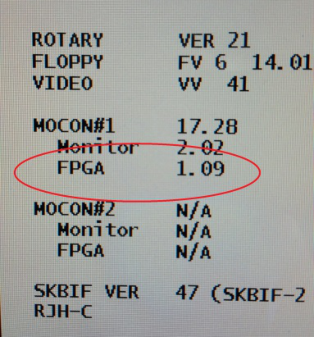 ROTARY VER 21
FLOPPY FV 6 14.01
VIDEO VV 41
MOCON#1 17.28
Monitor 2.02
FPGA 1.09
MOCON#2 N/A
Monitor N/A
FPGA N/A
SKBIF VER 47 (SKBIF-2
RJH-C